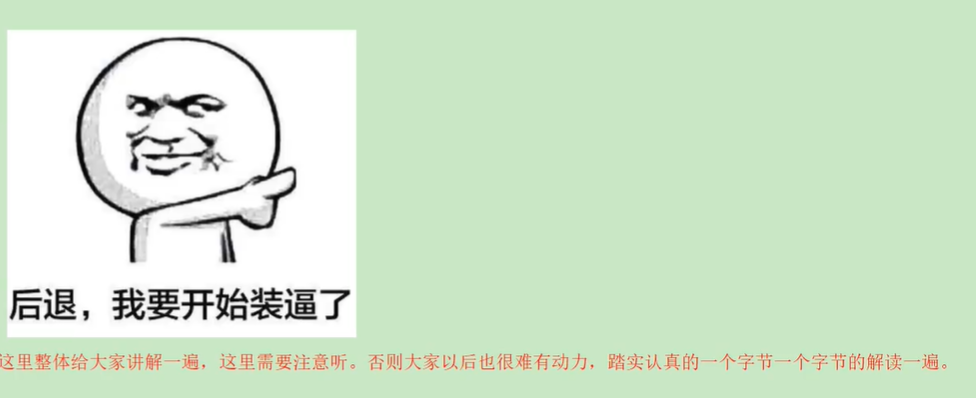 后退，我要开始装逼了
这里整体给大家讲解一遍，这里需要注意听。否则大家以后也很难有动力，踏实认真的一个字节一个字节的解读一遍。